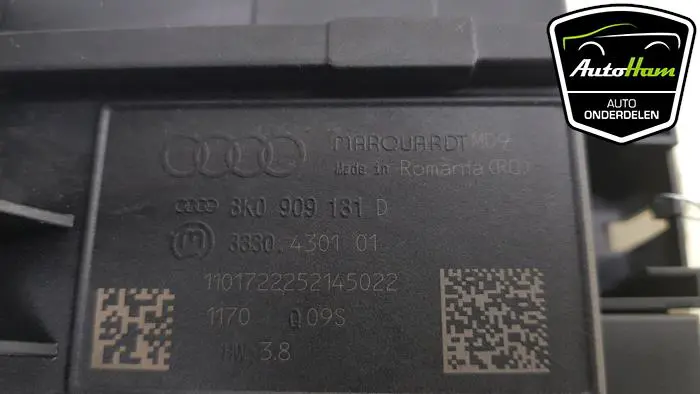 AutoHam
AUTO
ONDERDELEN
MARQUARDT
Made in Romania (RO)
8K0 909 131 D
3330.4301 01
1101722252145022
1170 Q09S
HW 3.8